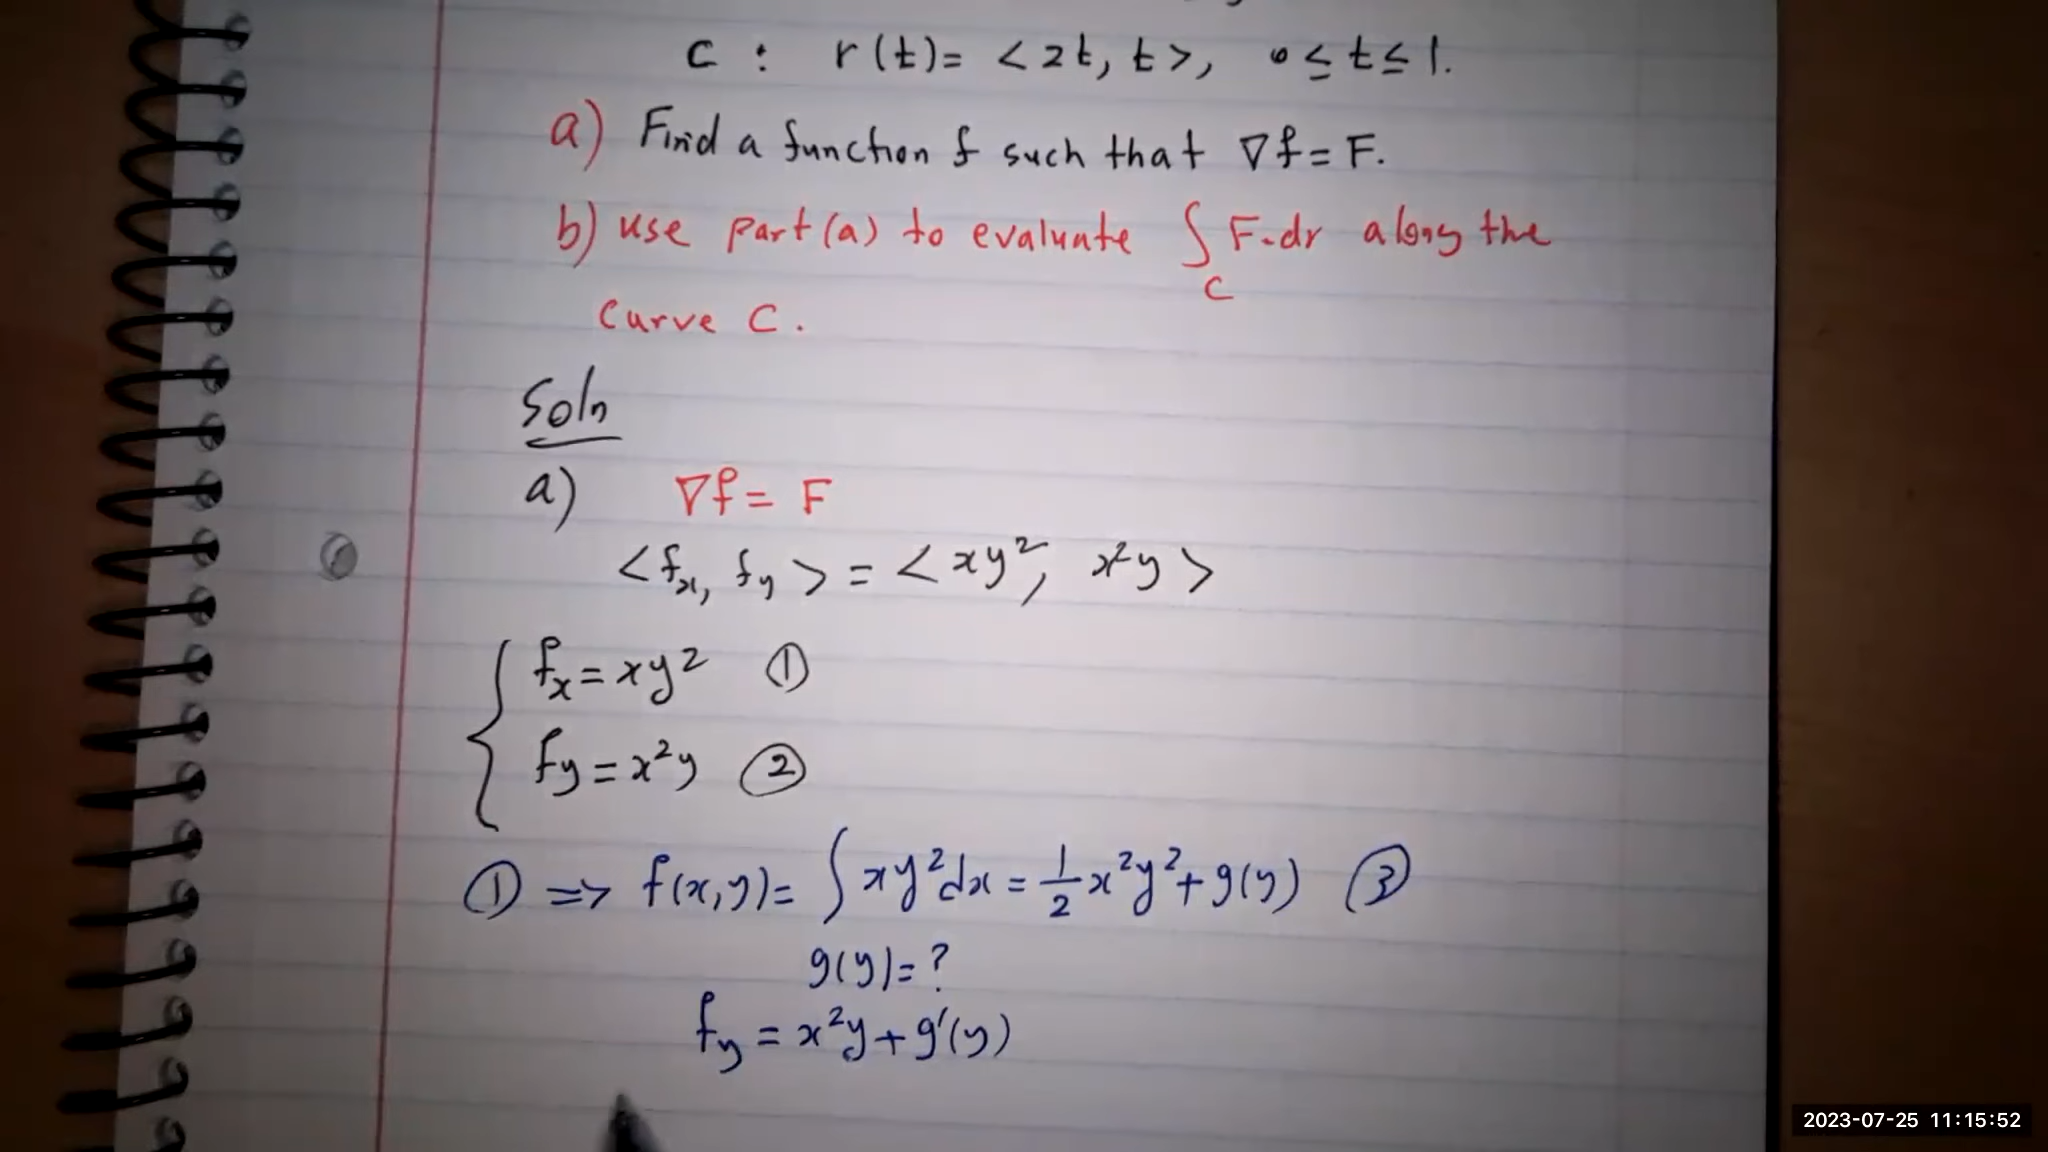 c : r(t)= <2t, t>, 0≤t≤1.
a) Find a function f such that ∇f=F.
b) use part(a) to evaluate ∫_C F.dr along the
curve C.
Soln
a) ∇f= F
<f_x, f_y> = <xy², x²y>
f_x=xy² ①
f_y=x²y ②
① => f(x,y)= ∫xy²dx = 1/2 x²y²+g(y) ③
g(y)=?
f_y = x²y+g'(y)
2023-07-25 11:15:52